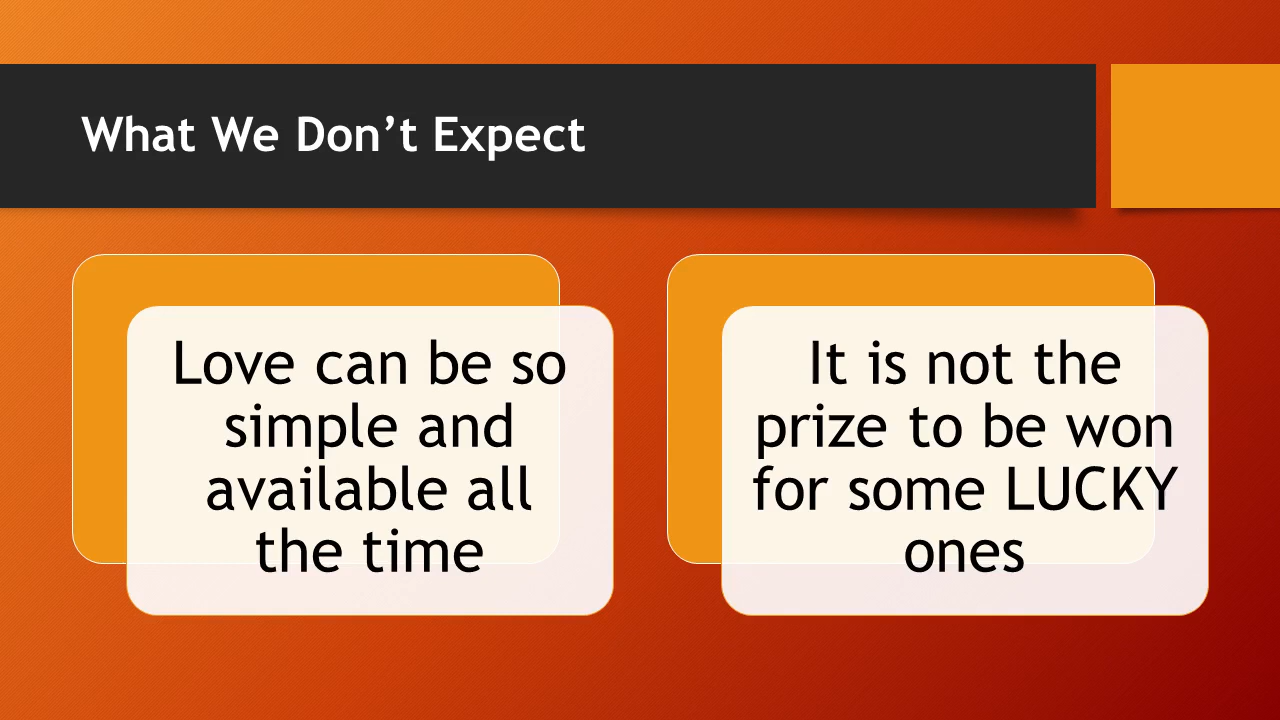 What We Don’t Expect
Love can be so
simple and
available all
the time
It is not the
prize to be won
for some LUCKY
ones